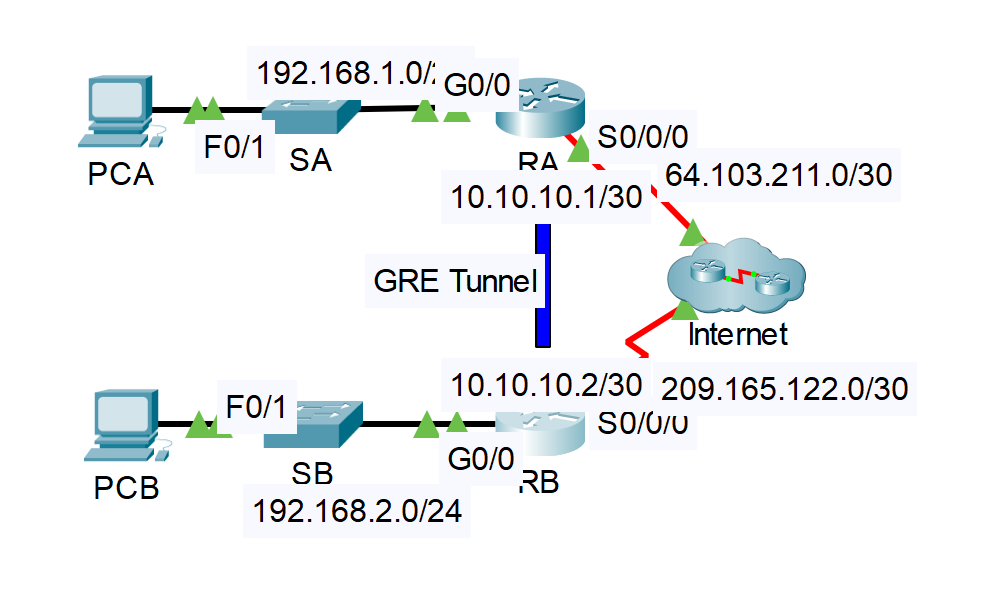 192.168.1.0/
G0/0
F0/1
PCA
SA
RA
S0/0/0
64.103.211.0/30
10.10.10.1/30
GRE Tunnel
Internet
10.10.10.2/30
209.165.122.0/30
F0/1
S0/0/0
G0/0
PCB
SB
RB
192.168.2.0/24